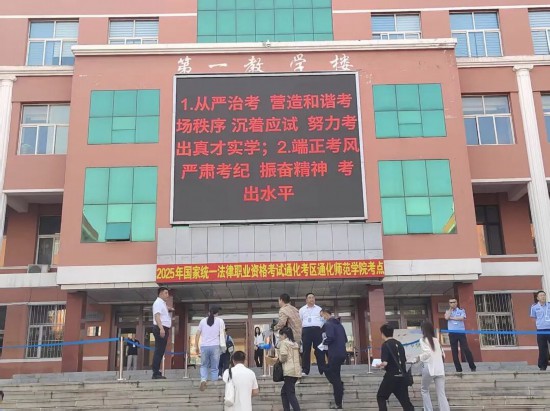 第一教学楼
1.从严治考 营造和谐考
场秩序 沉着应试 努力考
出真才实学；2.端正考风
严肃考纪 振奋精神 考
出水平
2025年国家统一法律职业资格考试通化考区通化师范学院考点